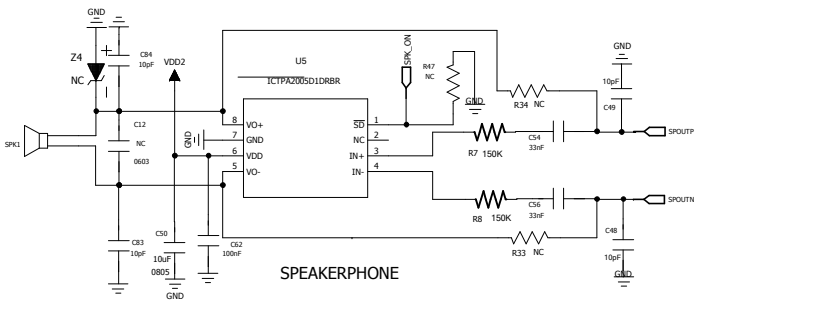 GND
Z4
NC
C84
10pF
VDD2
U5
ICTPA2005D1DRBR
SPK_ON
R47
NC
GND
R34 NC
GND
10pF
C49
SPK1
C12
NC
0603
GND
8 VO+
7 GND
6 VDD
5 VO-
SD 1
NC 2
IN+ 3
IN- 4
R7 150K
C54
33nF
SPOUTP
R8 150K
C56
33nF
SPOUTN
C83
10pF
C50
10uF
0805
GND
C62
100nF
R33 NC
C48
10pF
GND
SPEAKERPHONE